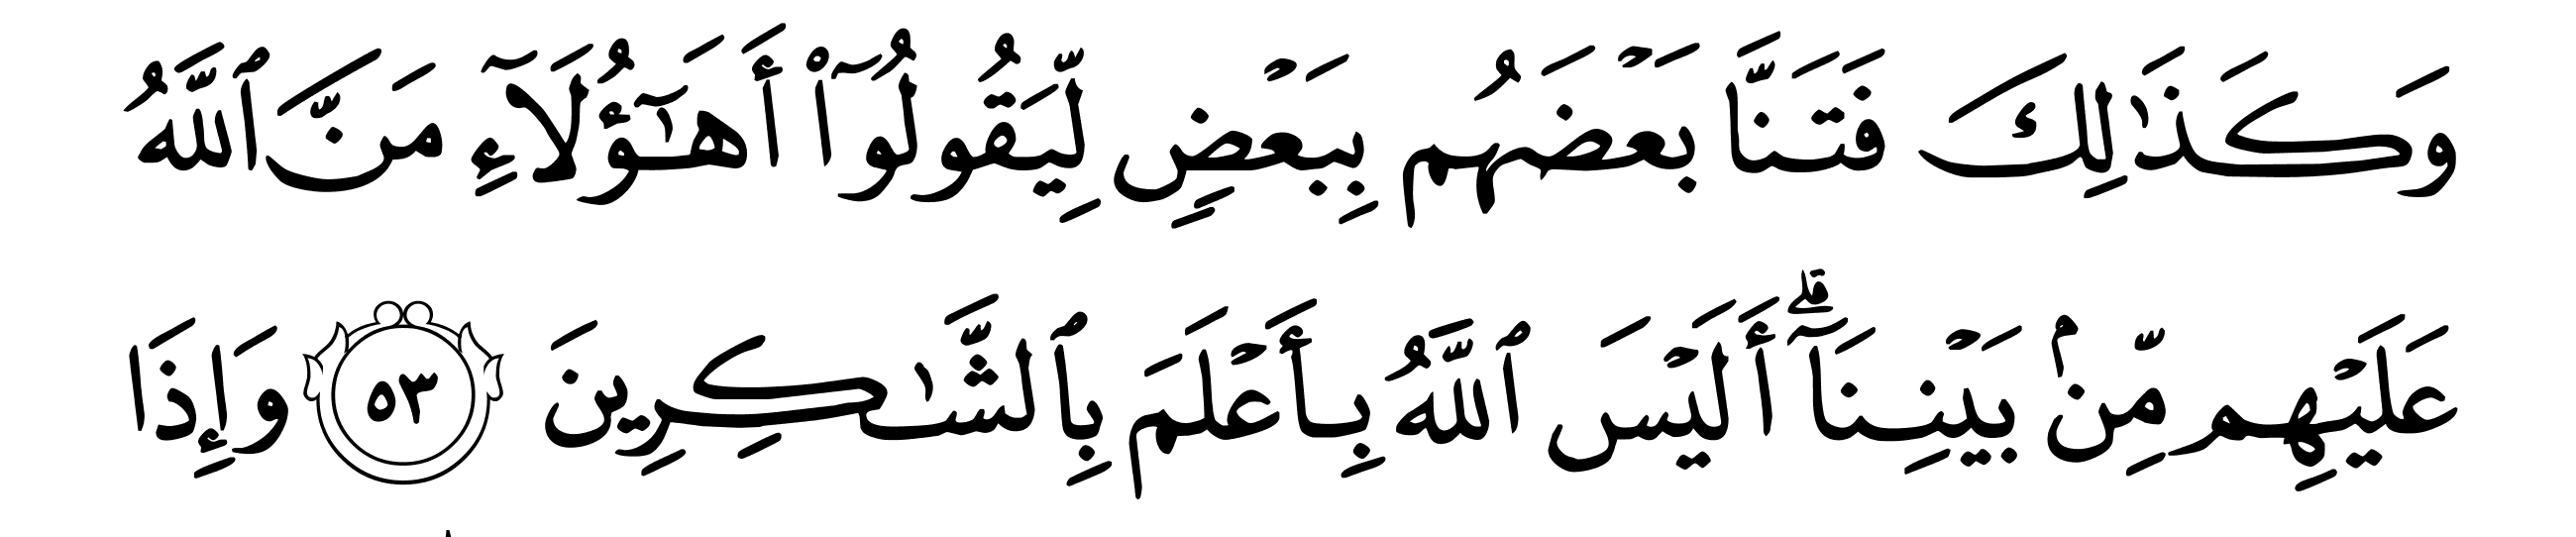 وَكَذَٰلِكَ فَتَنَّا بَعْضَهُم بِبَعْضٍ لِّيَقُولُوٓا۟ أَهَـٰٓؤُلَآءِ مَنَّ ٱللَّهُ
عَلَيْهِم مِّنۢ بَيْنِنَآ ۗ أَلَيْسَ ٱللَّهُ بِأَعْلَمَ بِٱلشَّـٰكِرِينَ ٥٣ وَإِذَا